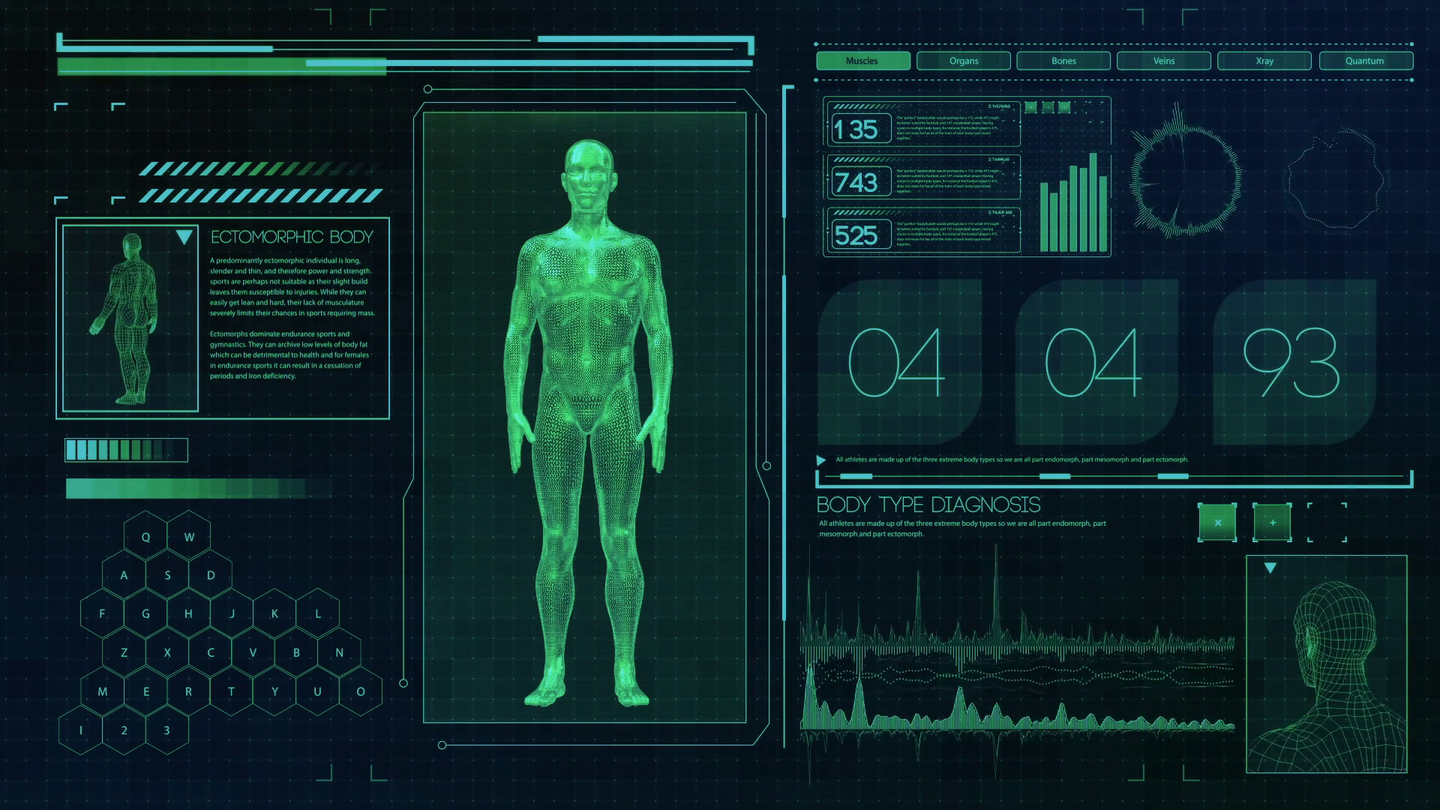 Muscles
Organs
Bones
Veins
Xray
Quantum
135
743
525
ECTOMORPHIC BODY
A predominantly ectomorphic individual is long,
slender and thin, and therefore power and strength
sports are perhaps not suitable as their slight build
leaves them susceptible to injuries. While they can
easily get lean and hard, their lack of musculature
severely limits their chances in sports requiring mass.
Ectomorphs dominate endurance sports and
gymnastics. They can archive low levels of body fat
which can be detrimental to health and for females
in endurance sports it can result in a cessation of
periods and Iron deficiency.
04
04
93
All athletes are made up of the three extreme body types so we are all part endomorph, part mesomorph and part ectomorph.
BODY TYPE DIAGNOSIS
All athletes are made up of the three extreme body types so we are all part endomorph, part
mesomorph and part ectomorph.
Q W
A S D
F G H J K L
Z X C V B N
M E R T Y U O
I 2 3